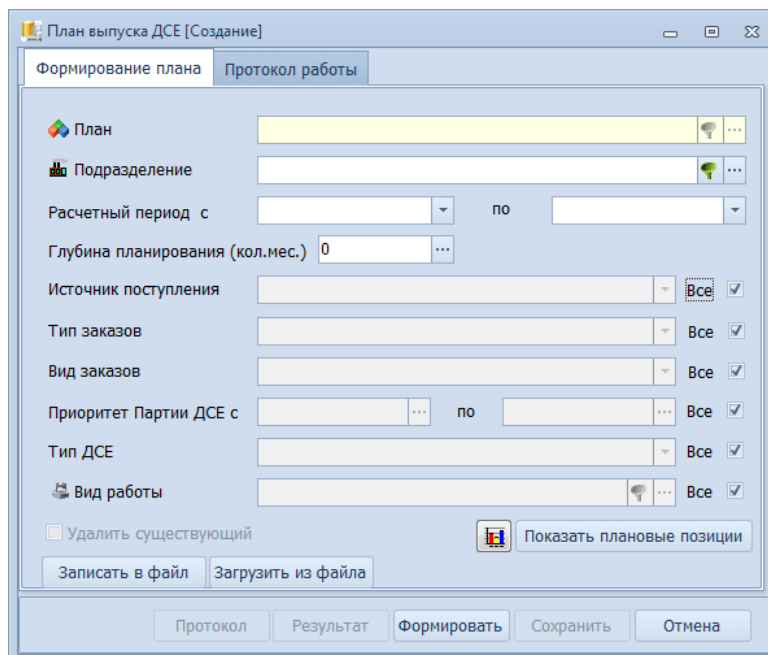 План выпуска ДСЕ [Создание]
Формирование плана Протокол работы
План
Подразделение
Расчетный период с по
Глубина планирования (кол.мес.) 0
Источник поступления Все
Тип заказов Все
Вид заказов Все
Приоритет Партии ДСЕ с по Все
Тип ДСЕ Все
Вид работы Все
Удалить существующий Показать плановые позиции
Записать в файл Загрузить из файла
Протокол Результат Формировать Сохранить Отмена